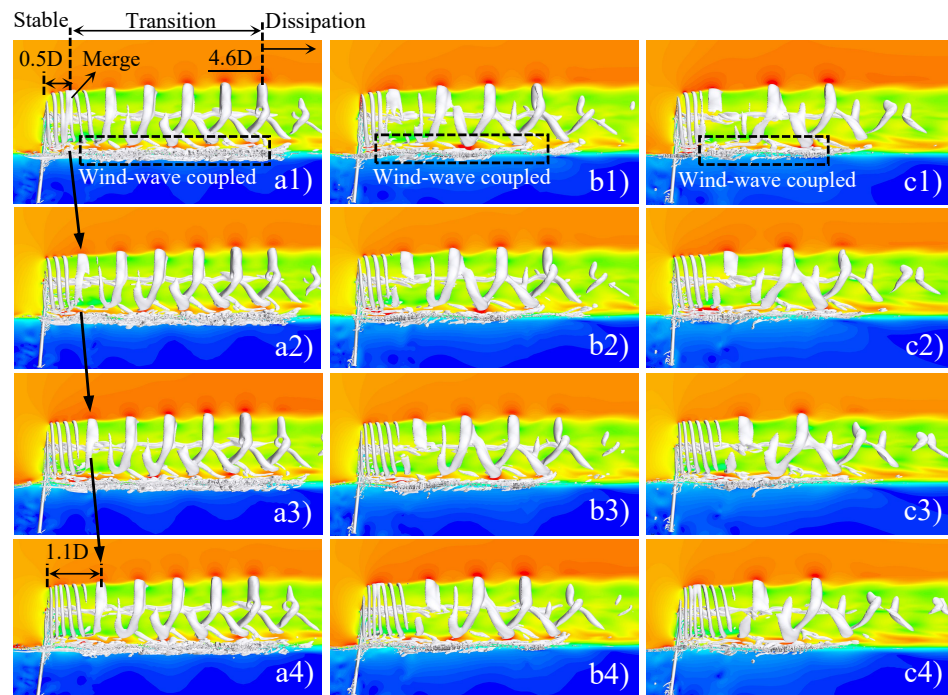 Stable Transition Dissipation
0.5D Merge 4.6D
Wind-wave coupled Wind-wave coupled Wind-wave coupled
a1) b1) c1)
a2) b2) c2)
a3) b3) c3)
1.1D
a4) b4) c4)